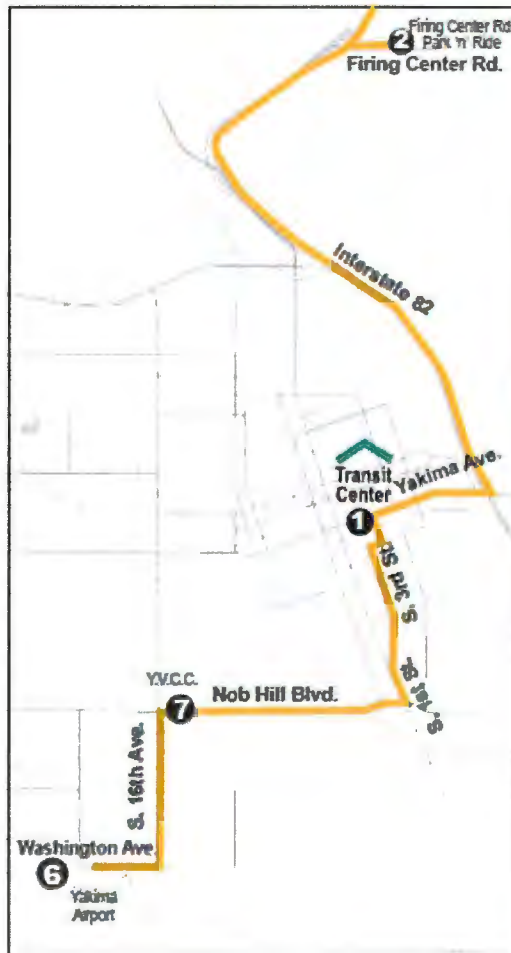 Firing Center Rd
Park 'n' Ride
2
Firing Center Rd.
Interstate 82
Transit
Center
Yakima Ave.
1
S. 3rd St.
S. 1st St.
Y.V.C.C.
Nob Hill Blvd.
7
S. 16th Ave.
Washington Ave.
6
Yakima
Airport